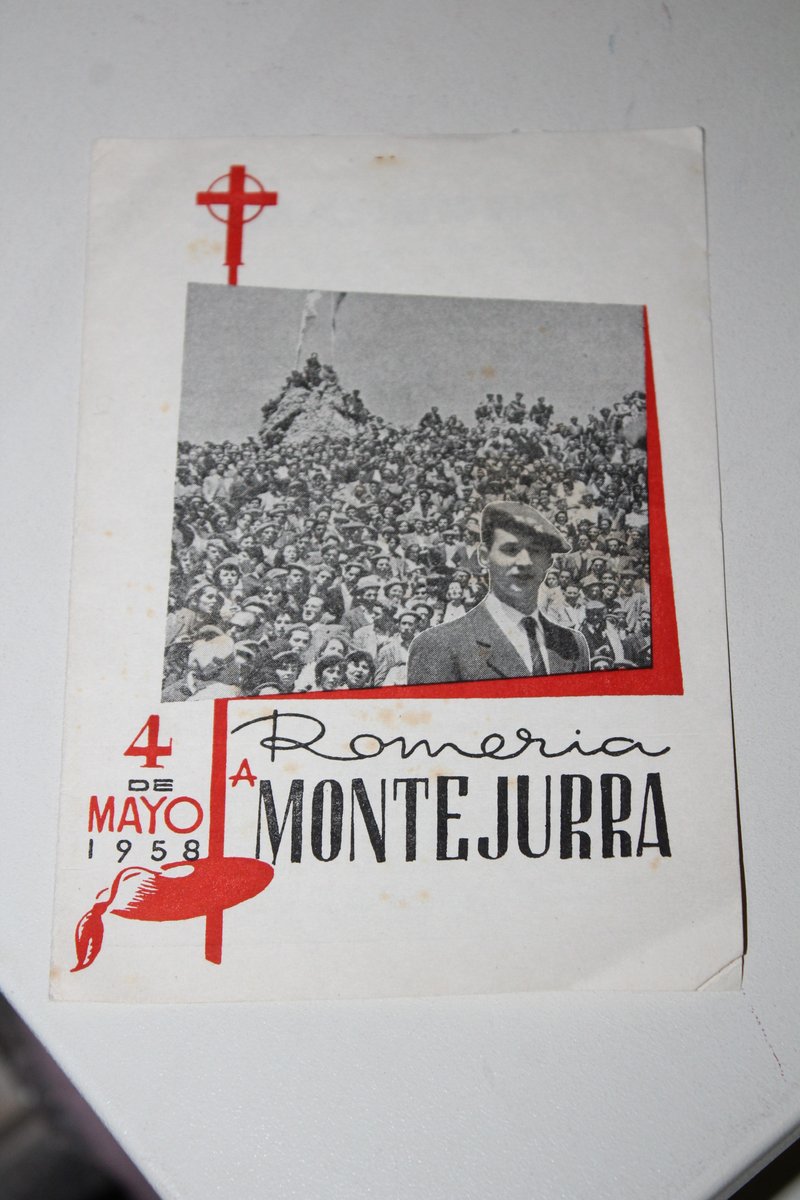 4
DE
MAYO
1958
Romeria
A MONTEJURRA